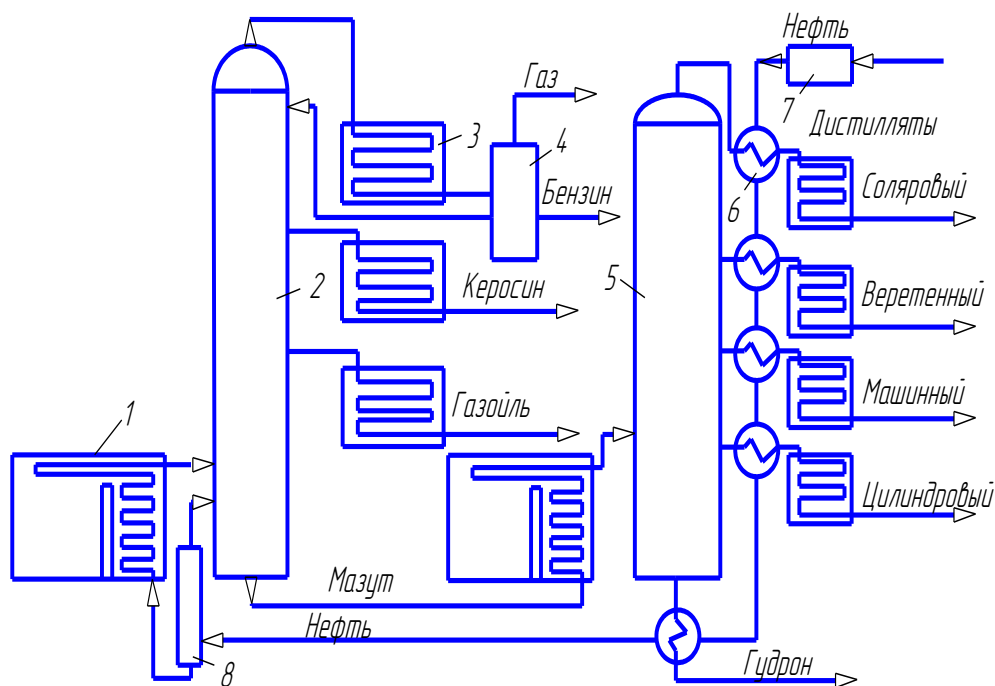 Нефть
Газ
7
Дистилляты
3
4
Бензин
6
Соляровый
2
Керосин
5
Веретенный
Газойль
Машинный
1
Цилиндровый
Мазут
Нефть
8
Гудрон